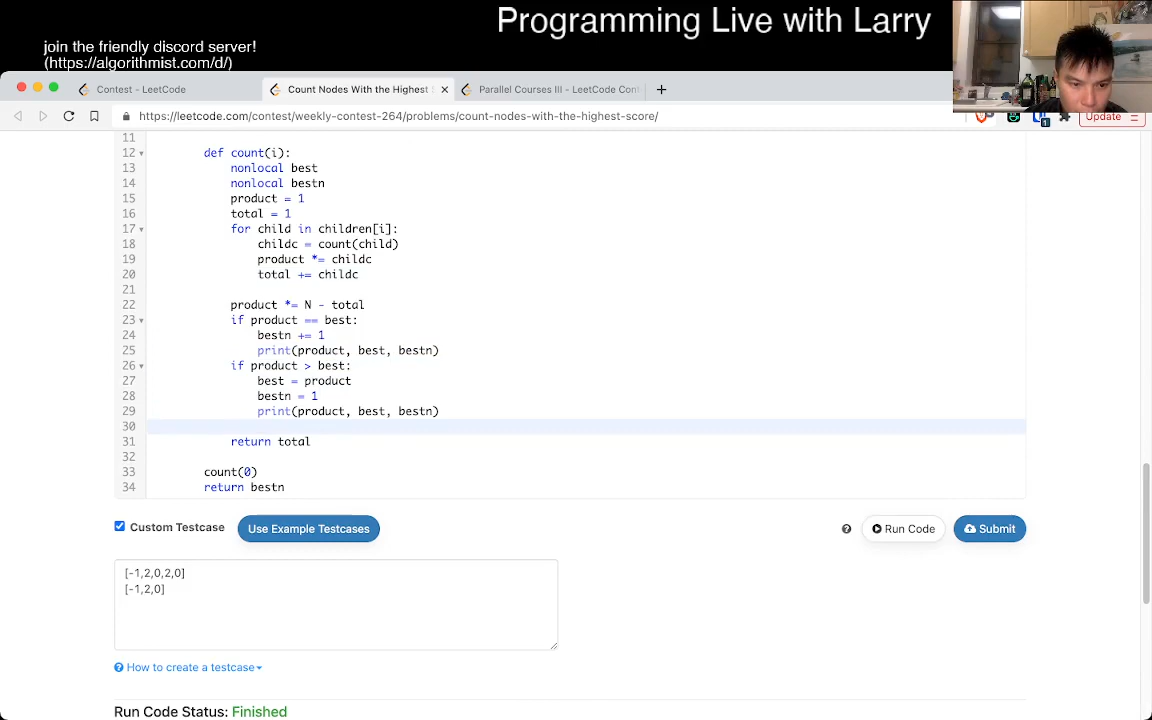 Programming Live with Larry
join the friendly discord server!
(https://algorithmist.com/d/)
Contest - LeetCode
Count Nodes With the Highest
Parallel Courses III - LeetCode Con
https://leetcode.com/contest/weekly-contest-264/problems/count-nodes-with-the-highest-score/
Update
11
12 def count(i):
13 nonlocal best
14 nonlocal bestn
15 product = 1
16 total = 1
17 for child in children[i]:
18 childc = count(child)
19 product *= childc
20 total += childc
21
22 product *= N - total
23 if product == best:
24 bestn += 1
25 print(product, best, bestn)
26 if product > best:
27 best = product
28 bestn = 1
29 print(product, best, bestn)
30
31 return total
32
33 count(0)
34 return bestn
Custom Testcase
Use Example Testcases
Run Code
Submit
[-1,2,0,2,0]
[-1,2,0]
How to create a testcase
Run Code Status: Finished